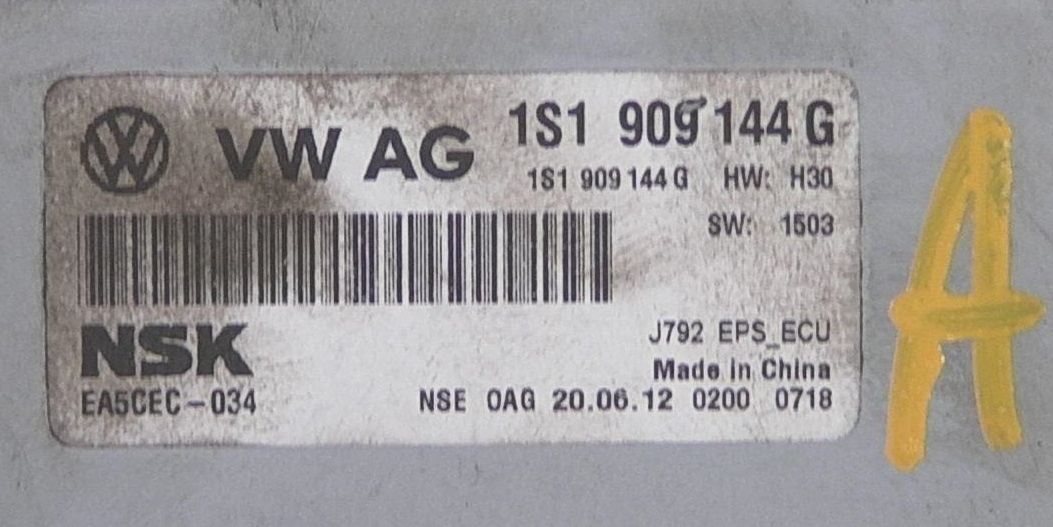 VW AG 1S1 909 144 G
1S1 909 144 G HW: H30
SW: 1503
NSK
J792 EPS_ECU
Made in China
EA5CEC-034 NSE 0AG 20.06.12 0200 0718
A